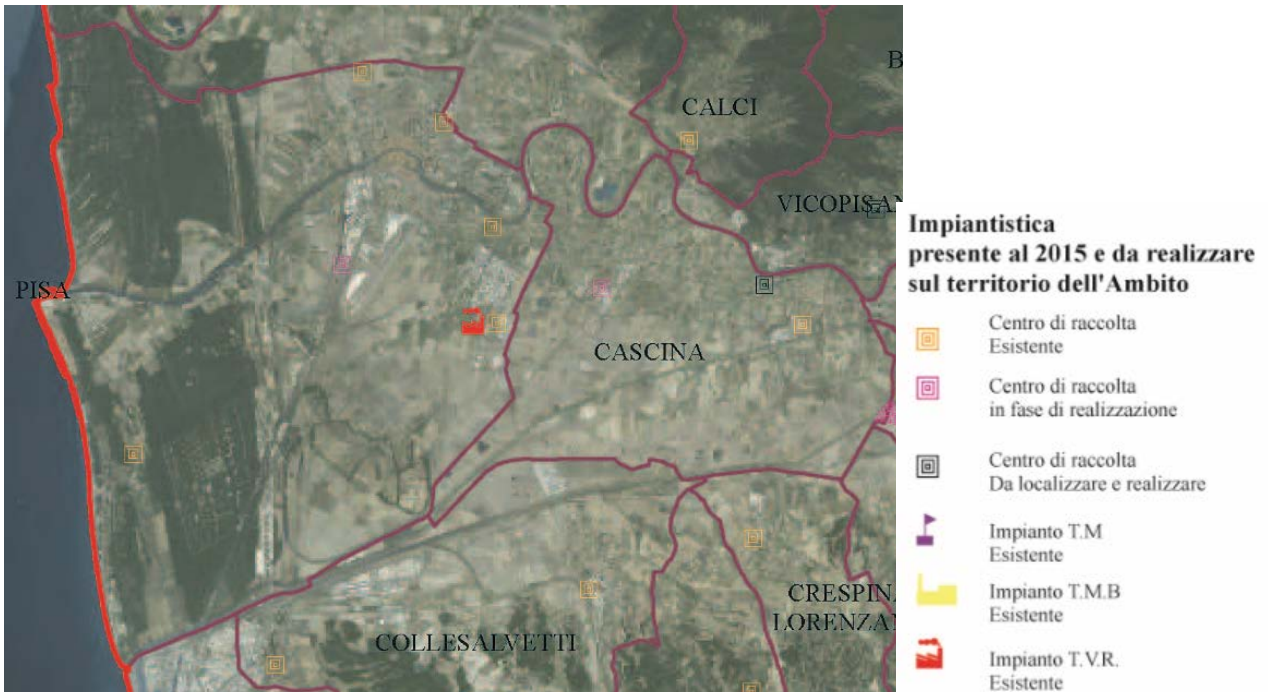 CALCI
B
VICOPISAN
PISA
CASCINA
CRESPINA
LORENZA
COLLESALVETTI
Impiantistica
presente al 2015 e da realizzare
sul territorio dell'Ambito
Centro di raccolta
Esistente
Centro di raccolta
in fase di realizzazione
Centro di raccolta
Da localizzare e realizzare
Impianto T.M
Esistente
Impianto T.M.B
Esistente
Impianto T.V.R.
Esistente